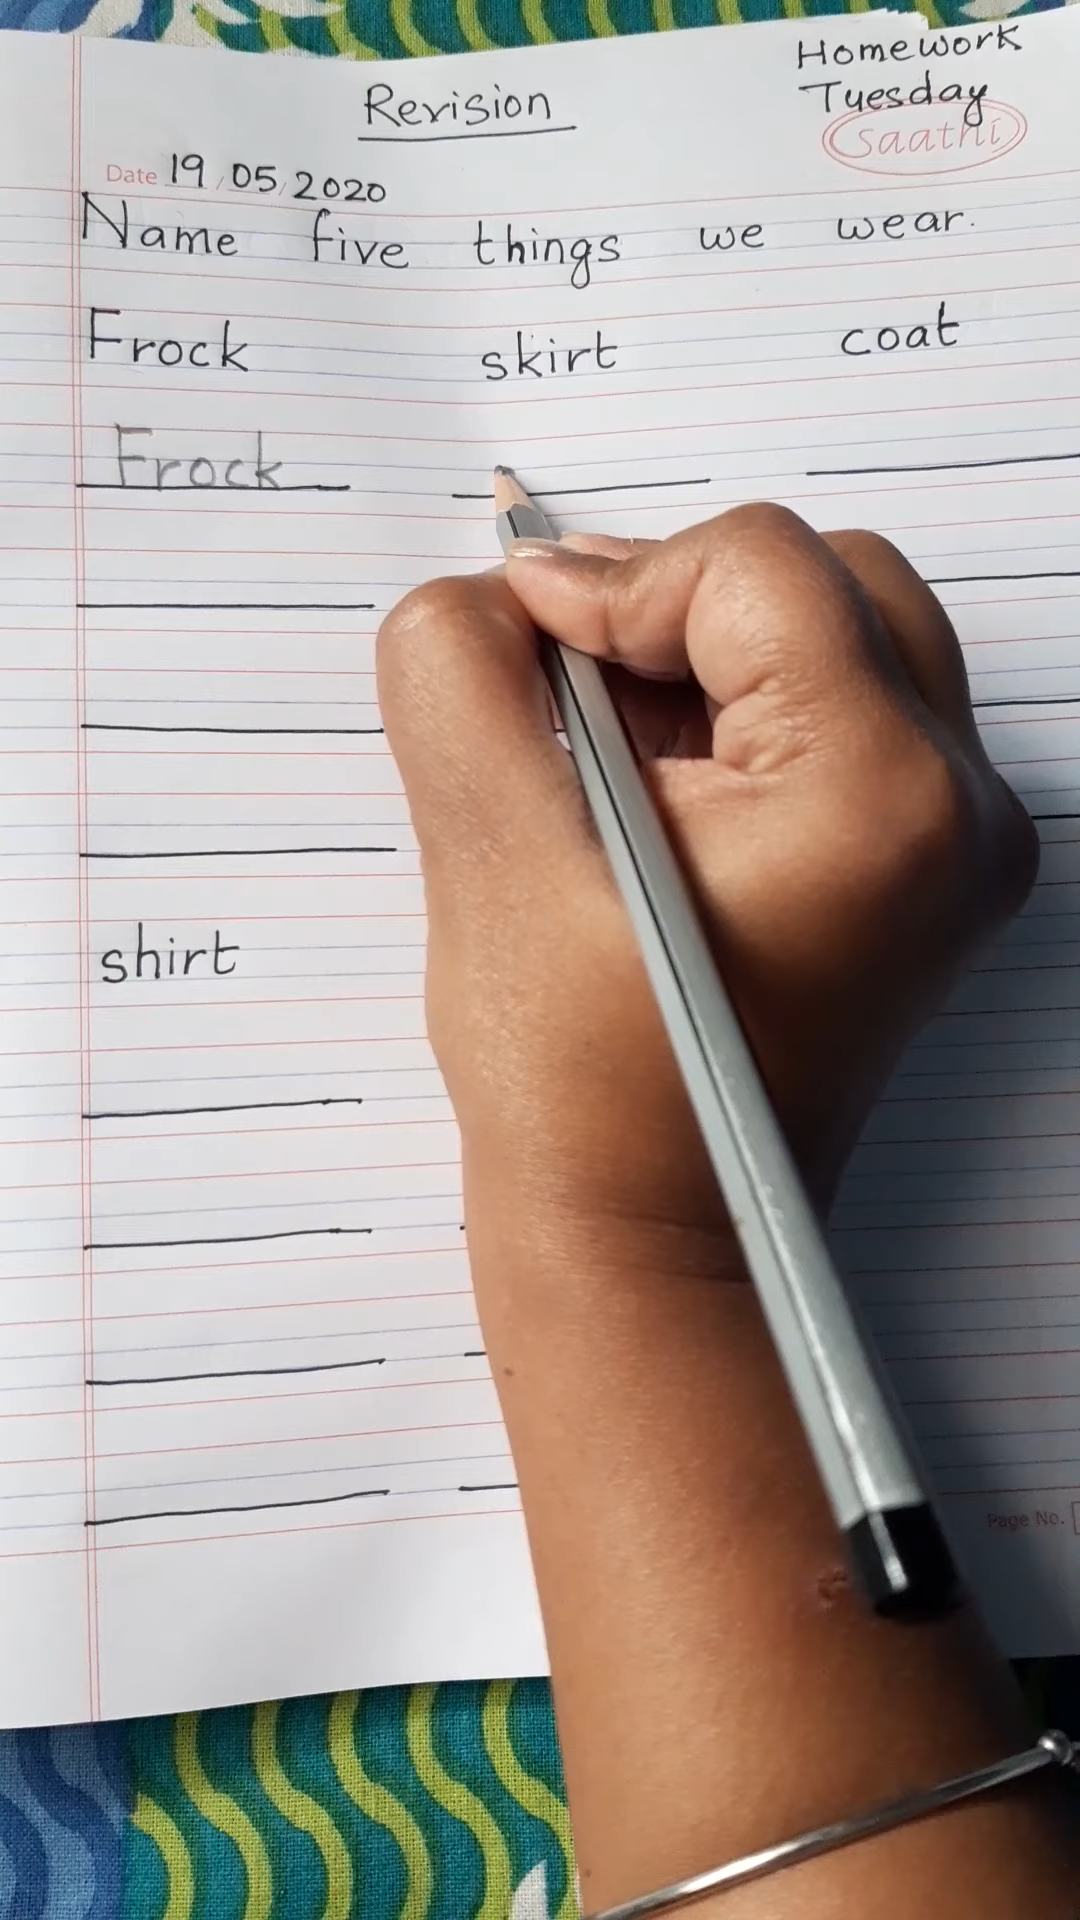 Homework
Revision Tuesday
saathi
Date 19/05/2020
Name five things we wear.
Frock skirt coat
Frock
shirt
Page No.